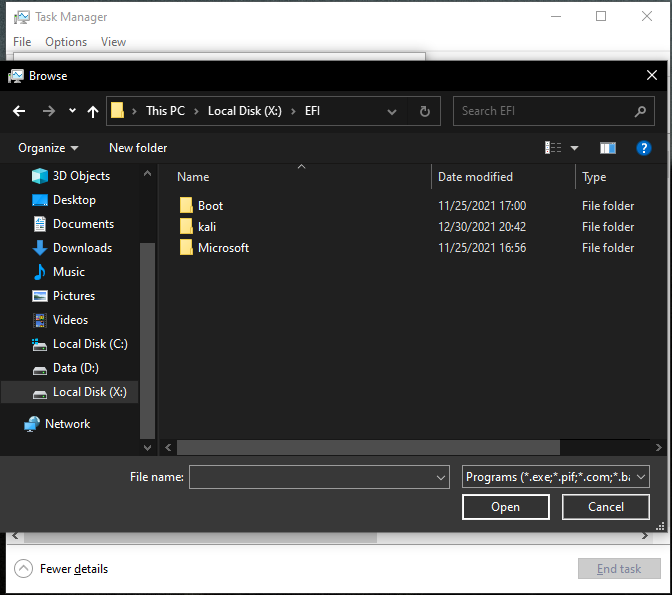 Task Manager
File Options View
Browse
This PC Local Disk (X:) EFI Search EFI
Organize New folder
Name Date modified Type
3D Objects
Desktop
Documents
Downloads
Music
Pictures
Videos
Local Disk (C:)
Data (D:)
Local Disk (X:)
Network
Boot 11/25/2021 17:00 File folder
kali 12/30/2021 20:42 File folder
Microsoft 11/25/2021 16:56 File folder
File name: Programs (*.exe;*.pif;*.com;*.ba
Open Cancel
Fewer details End task